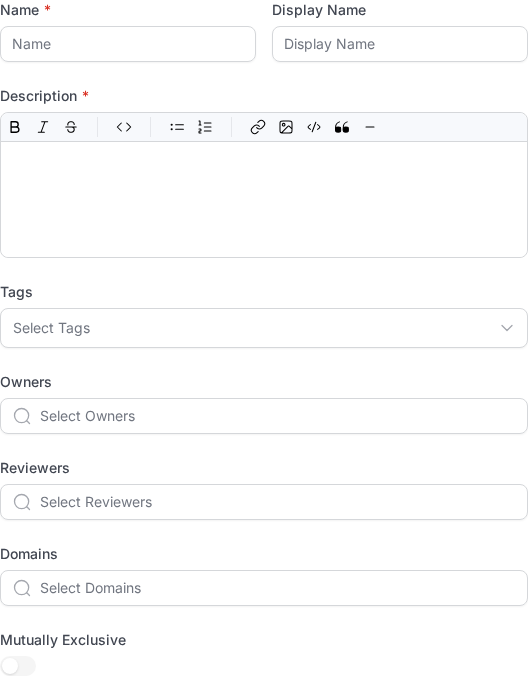 Name * Display Name
Name Display Name
Description *
Tags
Select Tags
Owners
Select Owners
Reviewers
Select Reviewers
Domains
Select Domains
Mutually Exclusive